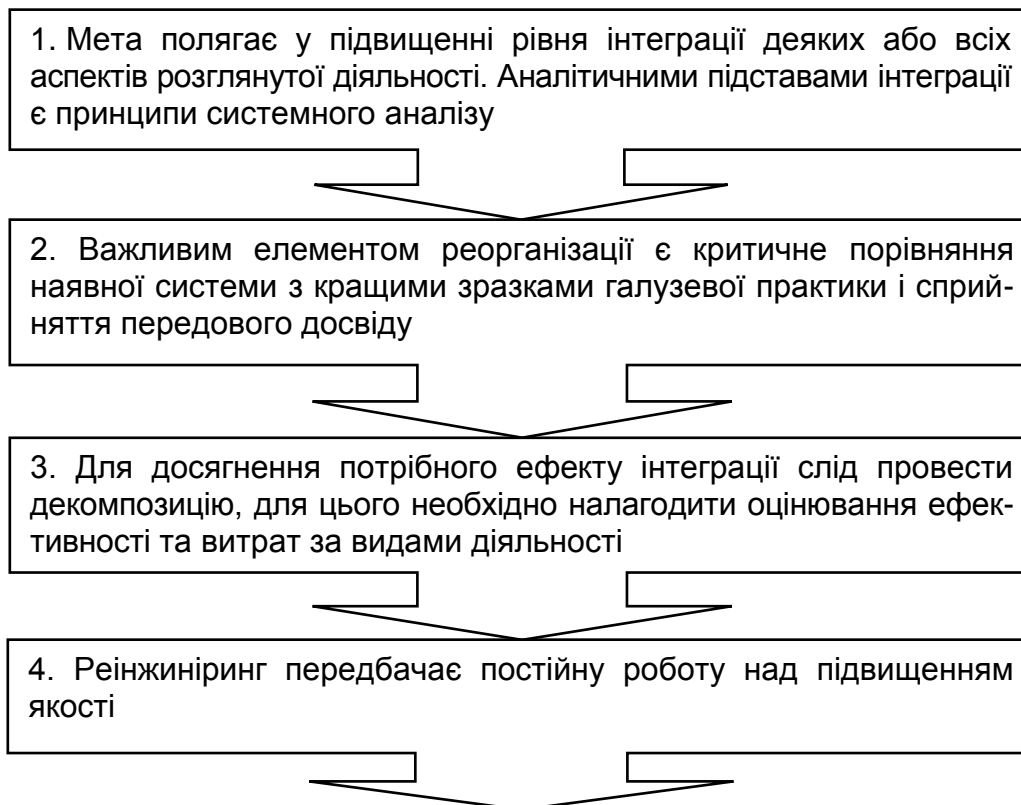 1. Мета полягає у підвищенні рівня інтеграції деяких або всіх
аспектів розглянутої діяльності. Аналітичними підставами інтеграції
є принципи системного аналізу
2. Важливим елементом реорганізації є критичне порівняння
наявної системи з кращими зразками галузевої практики і сприй-
няття передового досвіду
3. Для досягнення потрібного ефекту інтеграції слід провести
декомпозицію, для цього необхідно налагодити оцінювання ефек-
тивності та витрат за видами діяльності
4. Реінжиніринг передбачає постійну роботу над підвищенням
якості